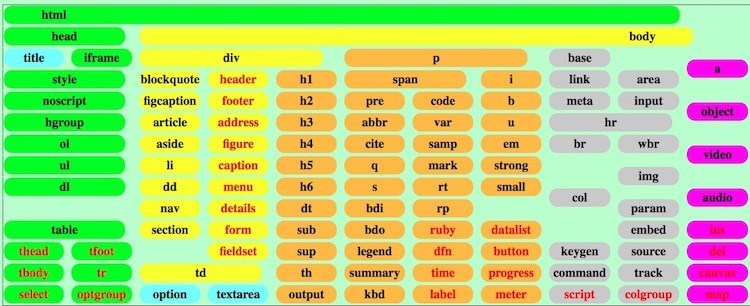 html
head body
title iframe div p base
a
style blockquote header h1 span i link area
noscript figcaption footer h2 pre code b meta input
object
hgroup article address h3 abbr var u hr
ol aside figure h4 cite samp em br wbr
video
ul li caption h5 q mark strong
img
dl dd menu h6 s rt small
col audio
nav details dt bdi rp param
table section form sub bdo ruby datalist embed ins
thead tfoot fieldset sup legend dfn button keygen source del
tbody tr td th summary time progress command track canvas
select optgroup option textarea output kbd label meter script colgroup map